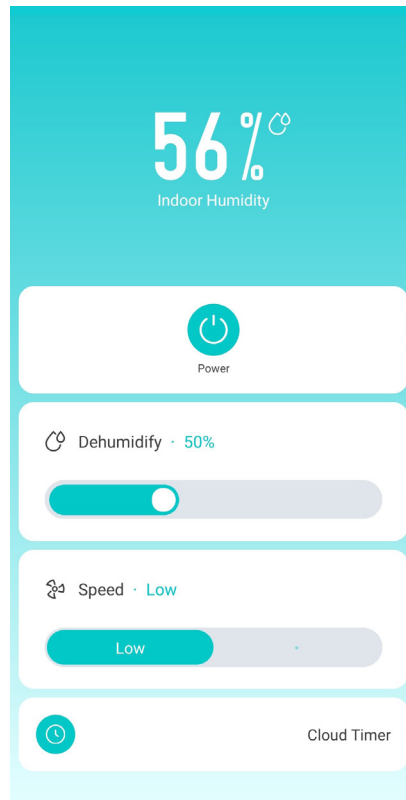 56%
Indoor Humidity
Power
Dehumidify · 50%
Speed · Low
Low
Cloud Timer